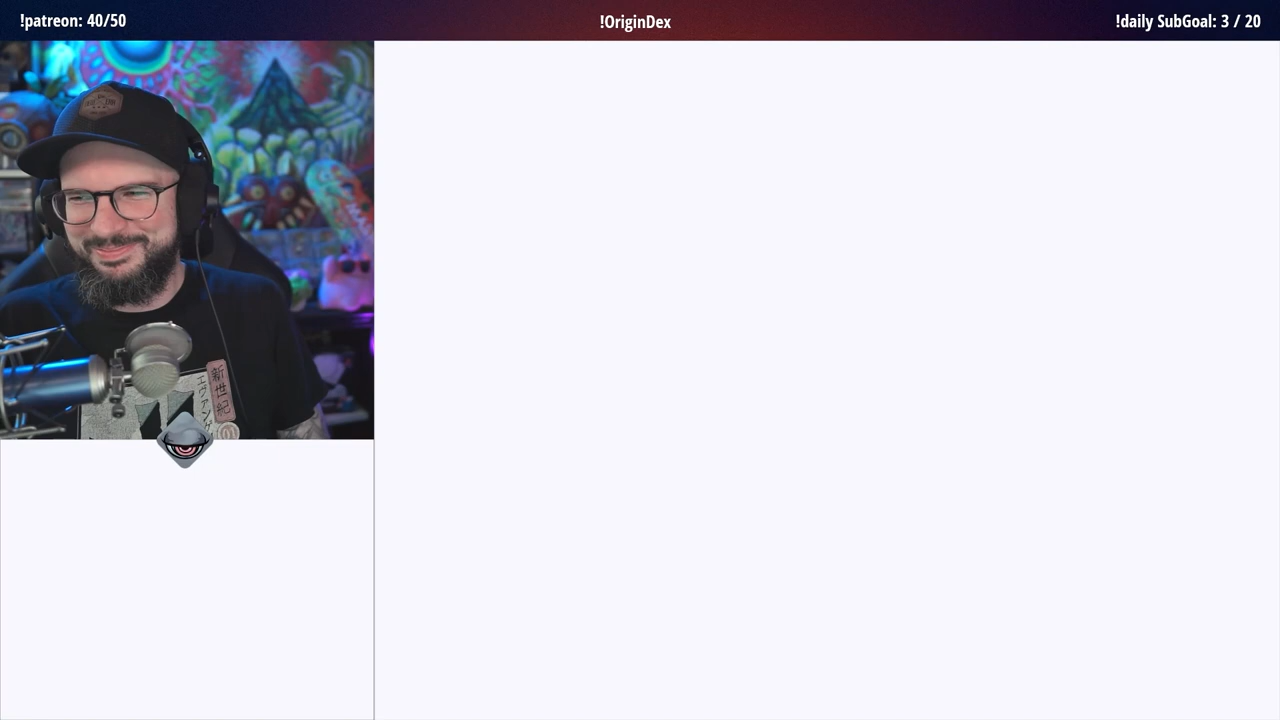 !patreon: 40/50
!OriginDex
!daily SubGoal: 3 / 20
新世紀